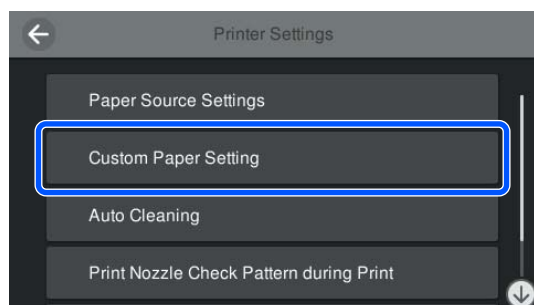 Printer Settings
Paper Source Settings
Custom Paper Setting
Auto Cleaning
Print Nozzle Check Pattern during Print